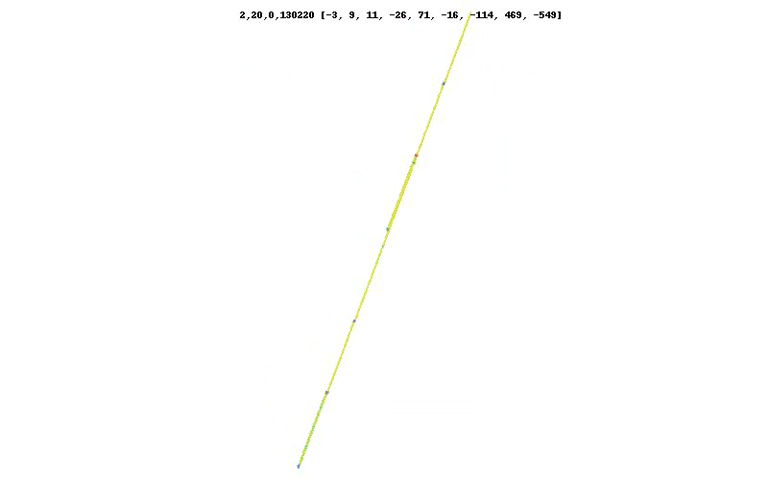 2,20,0,130220 [-3, 9, 11, -26, 71, -16, -114, 469, -549]